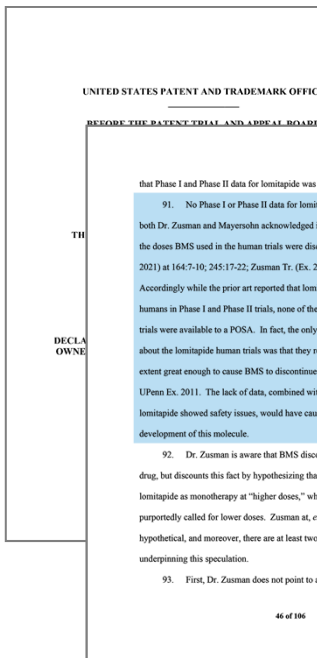 UNITED STATES PATENT AND TRADEMARK OFFIC
BEFORE THE PATENT TRIAL AND APPEAL BOARD
TH
DECLA
OWNE
that Phase I and Phase II data for lomitapide was
91. No Phase I or Phase II data for lomit
both Dr. Zusman and Mayersohn acknowledged i
the doses BMS used in the human trials were disc
2021) at 164:7-10; 245:17-22; Zusman Tr. (Ex. 2
Accordingly while the prior art reported that lom
humans in Phase I and Phase II trials, none of the
trials were available to a POSA. In fact, the only
about the lomitapide human trials was that they re
extent great enough to cause BMS to discontinue
UPenn Ex. 2011. The lack of data, combined wit
lomitapide showed safety issues, would have cau
development of this molecule.
92. Dr. Zusman is aware that BMS disco
drug, but discounts this fact by hypothesizing tha
lomitapide as monotherapy at “higher doses,” wh
purportedly called for lower doses. Zusman at, e
hypothetical, and moreover, there are at least two
underpinning this speculation.
93. First, Dr. Zusman does not point to a
46 of 106